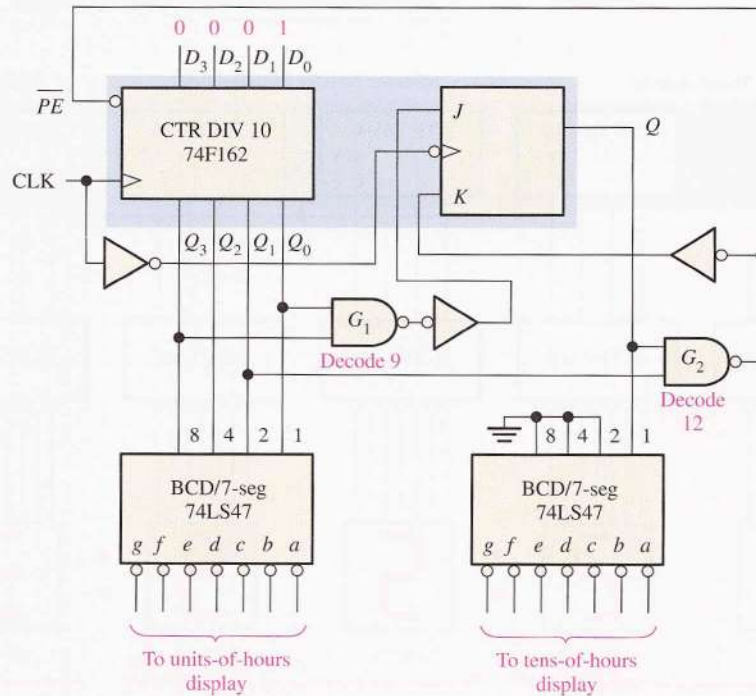 0 0 0 1
D3 D2 D1 D0
PE
CTR DIV 10
74F162
J
Q
CLK
K
Q3 Q2 Q1 Q0
G1
Decode 9
G2
Decode
12
8 4 2 1
8 4 2 1
BCD/7-seg
74LS47
g f e d c b a
BCD/7-seg
74LS47
g f e d c b a
To units-of-hours
display
To tens-of-hours
display